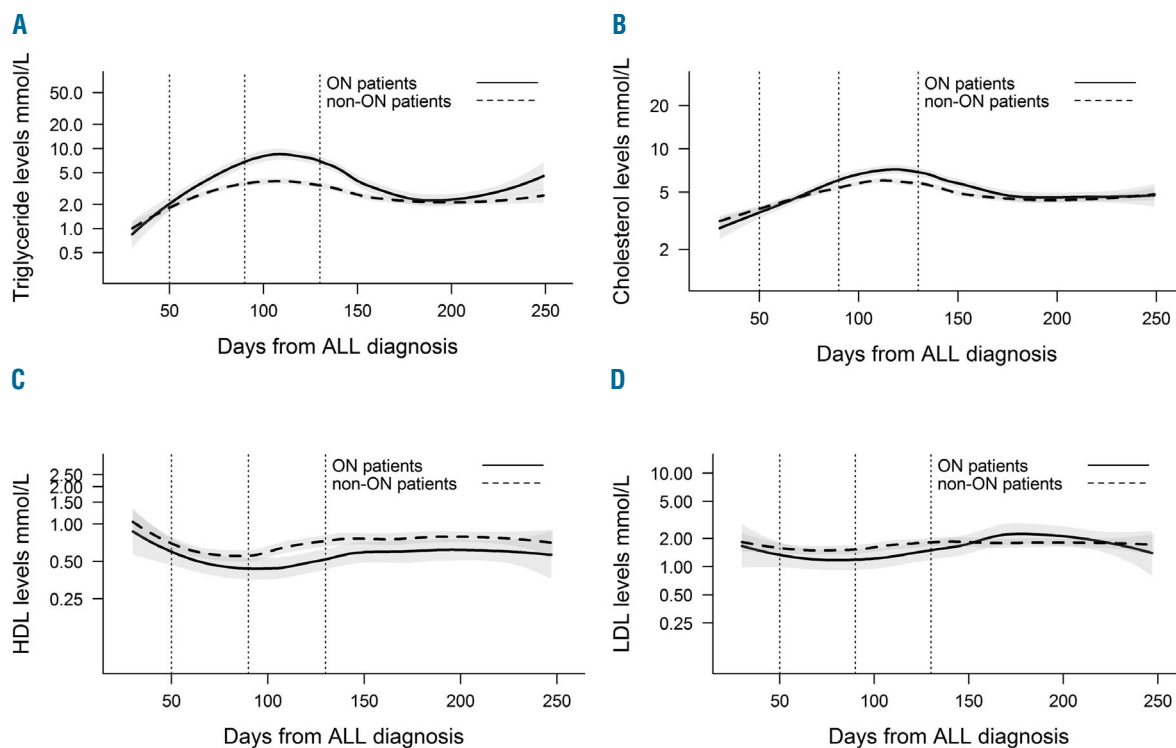 A
Triglyceride levels mmol/L
50.0
20.0
10.0
5.0
2.0
1.0
0.5
ON patients
non-ON patients
50 100 150 200 250
Days from ALL diagnosis
B
Cholesterol levels mmol/L
20
10
5
2
ON patients
non-ON patients
50 100 150 200 250
Days from ALL diagnosis
C
HDL levels mmol/L
2.50
2.00
1.50
1.00
0.50
0.25
ON patients
non-ON patients
50 100 150 200 250
Days from ALL diagnosis
D
LDL levels mmol/L
10.00
5.00
2.00
1.00
0.50
0.25
ON patients
non-ON patients
50 100 150 200 250
Days from ALL diagnosis